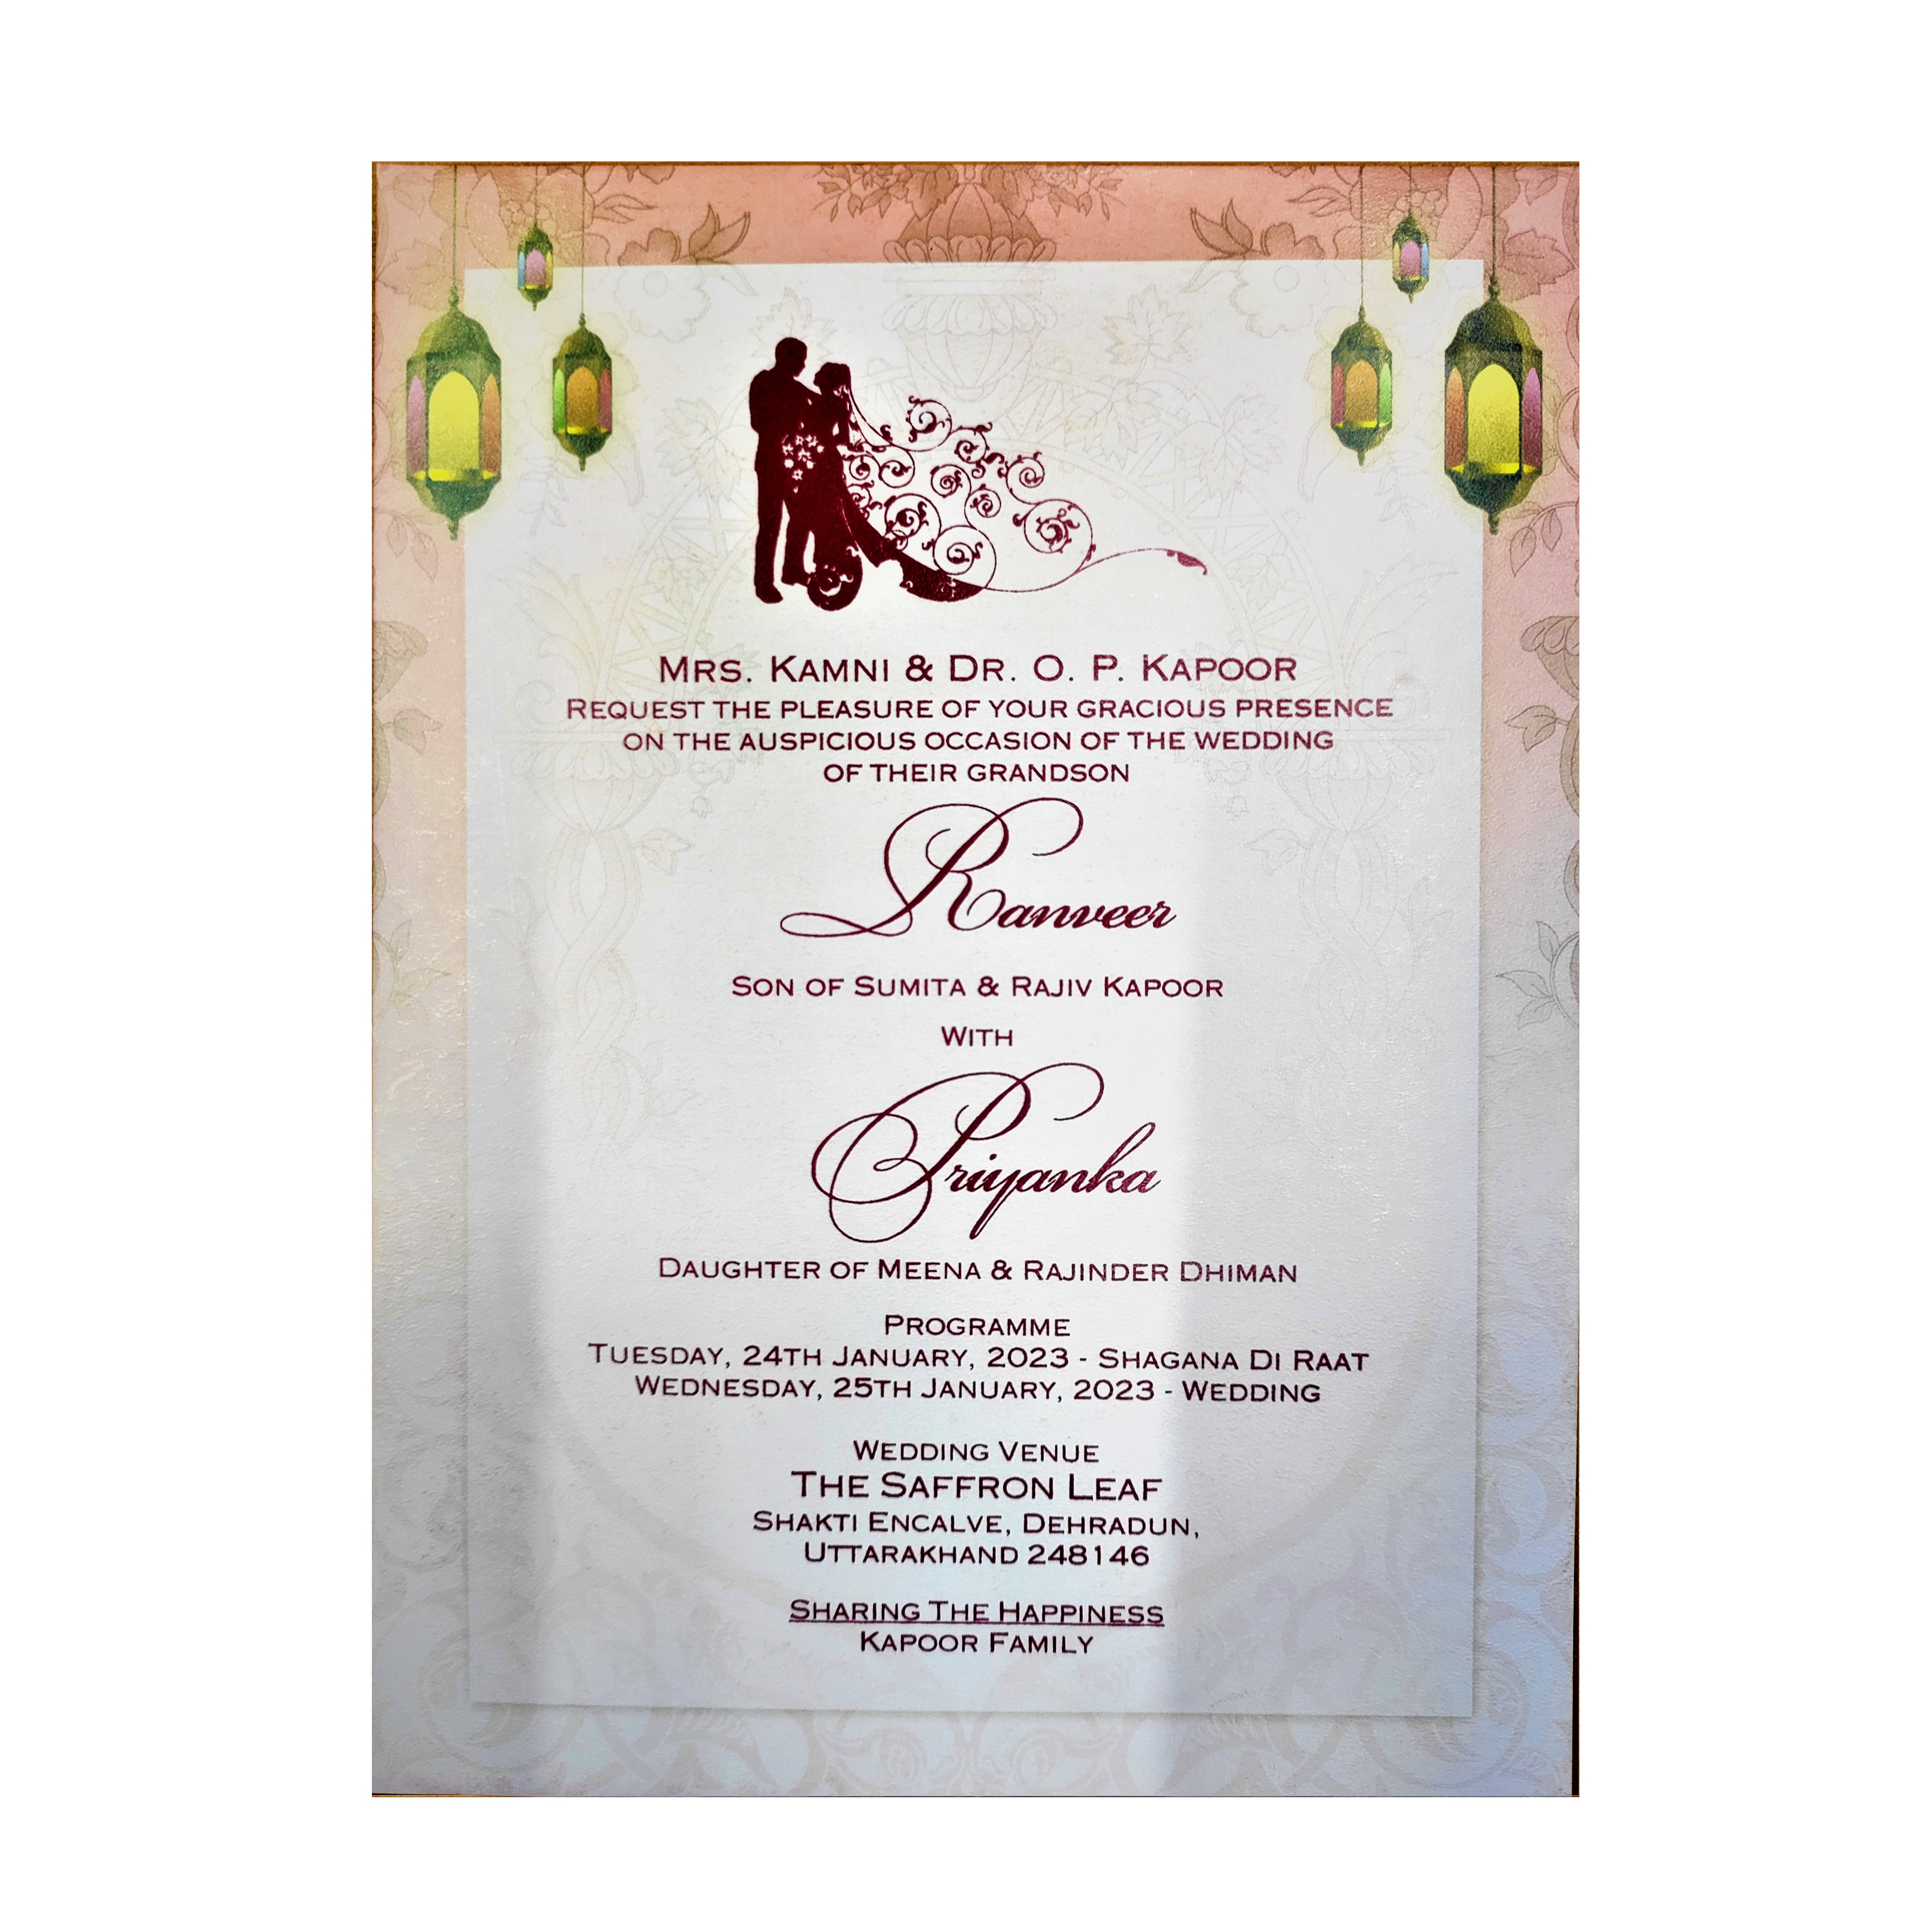 Mrs. Kamni & Dr. O. P. Kapoor
Request the pleasure of your gracious presence
on the auspicious occasion of the wedding
of their grandson
Ranveer
Son of Sumita & Rajiv Kapoor
With
Priyanka
Daughter of Meena & Rajinder Dhiman
Programme
Tuesday, 24th January, 2023 - Shagana Di Raat
Wednesday, 25th January, 2023 - Wedding
Wedding Venue
The Saffron Leaf
Shakti Encalve, Dehradun,
Uttarakhand 248146
Sharing The Happiness
Kapoor Family